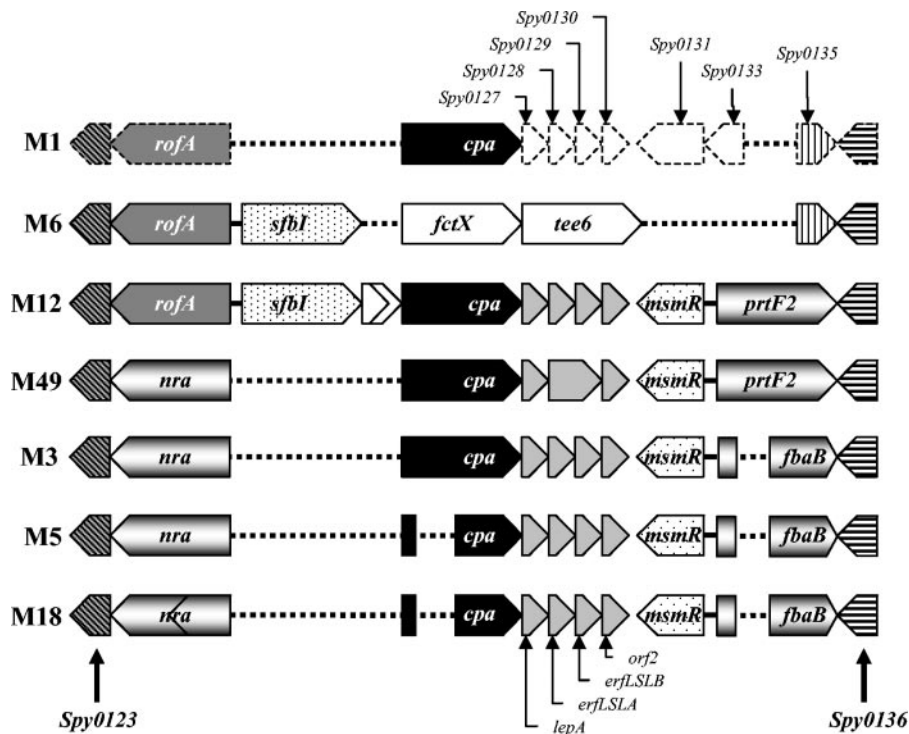 Spy0130
Spy0129
Spy0131
Spy0135
Spy0128
Spy0133
Spy0127
M1 rofA cpa
M6 rofA sfbI fctX tee6
M12 rofA sfbI cpa msmR prtF2
M49 nra cpa msmR prtF2
M3 nra cpa msmR fbaB
M5 nra cpa msmR fbaB
M18 nra cpa msmR fbaB
orf2
erfLSLB
Spy0123 erfLSLA Spy0136
lepA